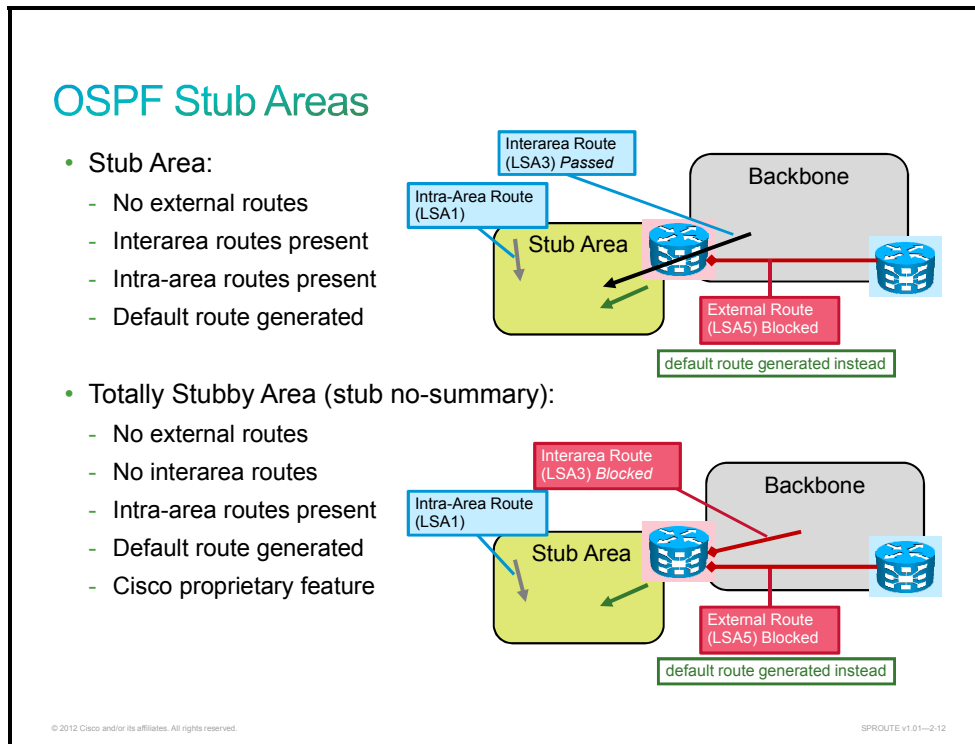 OSPF Stub Areas
• Stub Area:
- No external routes
- Interarea routes present
- Intra-area routes present
- Default route generated
Interarea Route
(LSA3) Passed
Intra-Area Route
(LSA1)
Backbone
Stub Area
External Route
(LSA5) Blocked
default route generated instead
• Totally Stubby Area (stub no-summary):
- No external routes
- No interarea routes
- Intra-area routes present
- Default route generated
- Cisco proprietary feature
Interarea Route
(LSA3) Blocked
Intra-Area Route
(LSA1)
Backbone
Stub Area
External Route
(LSA5) Blocked
default route generated instead
© 2012 Cisco and/or its affiliates. All rights reserved.
SPROUTE v1.01—2-12